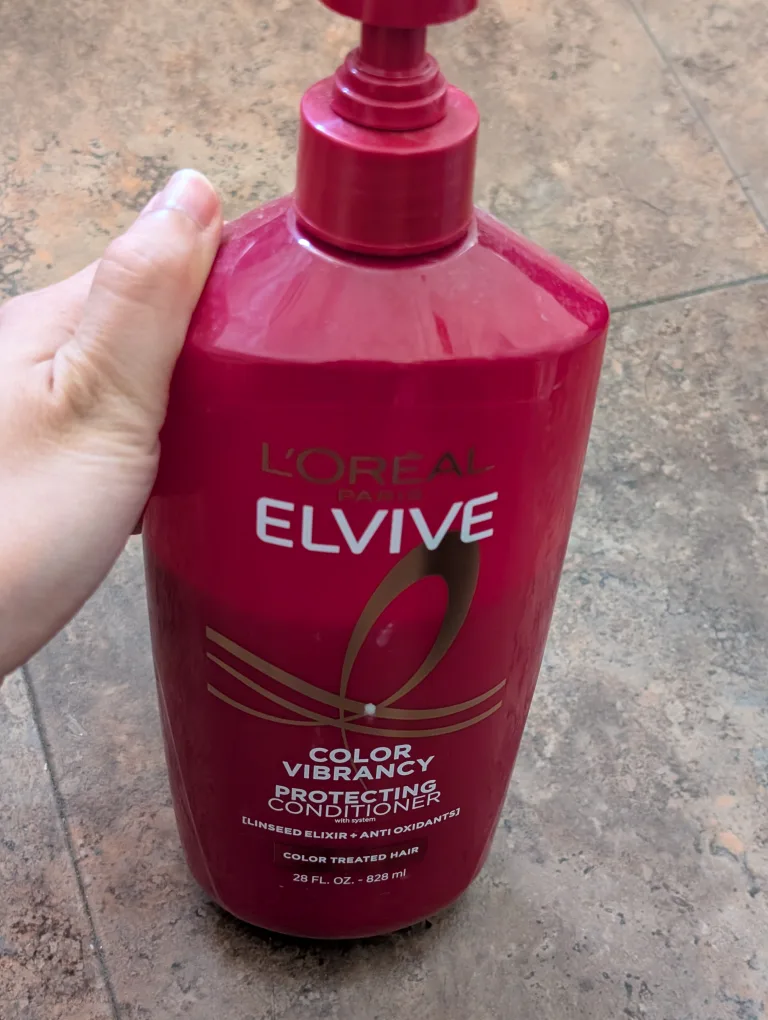 L'ORÉAL
PARIS
ELVIVE
COLOR
VIBRANCY
PROTECTING
CONDITIONER
with system
[LINSEED ELIXIR + ANTI OXIDANTS]
COLOR TREATED HAIR
28 FL. OZ. - 828 ml